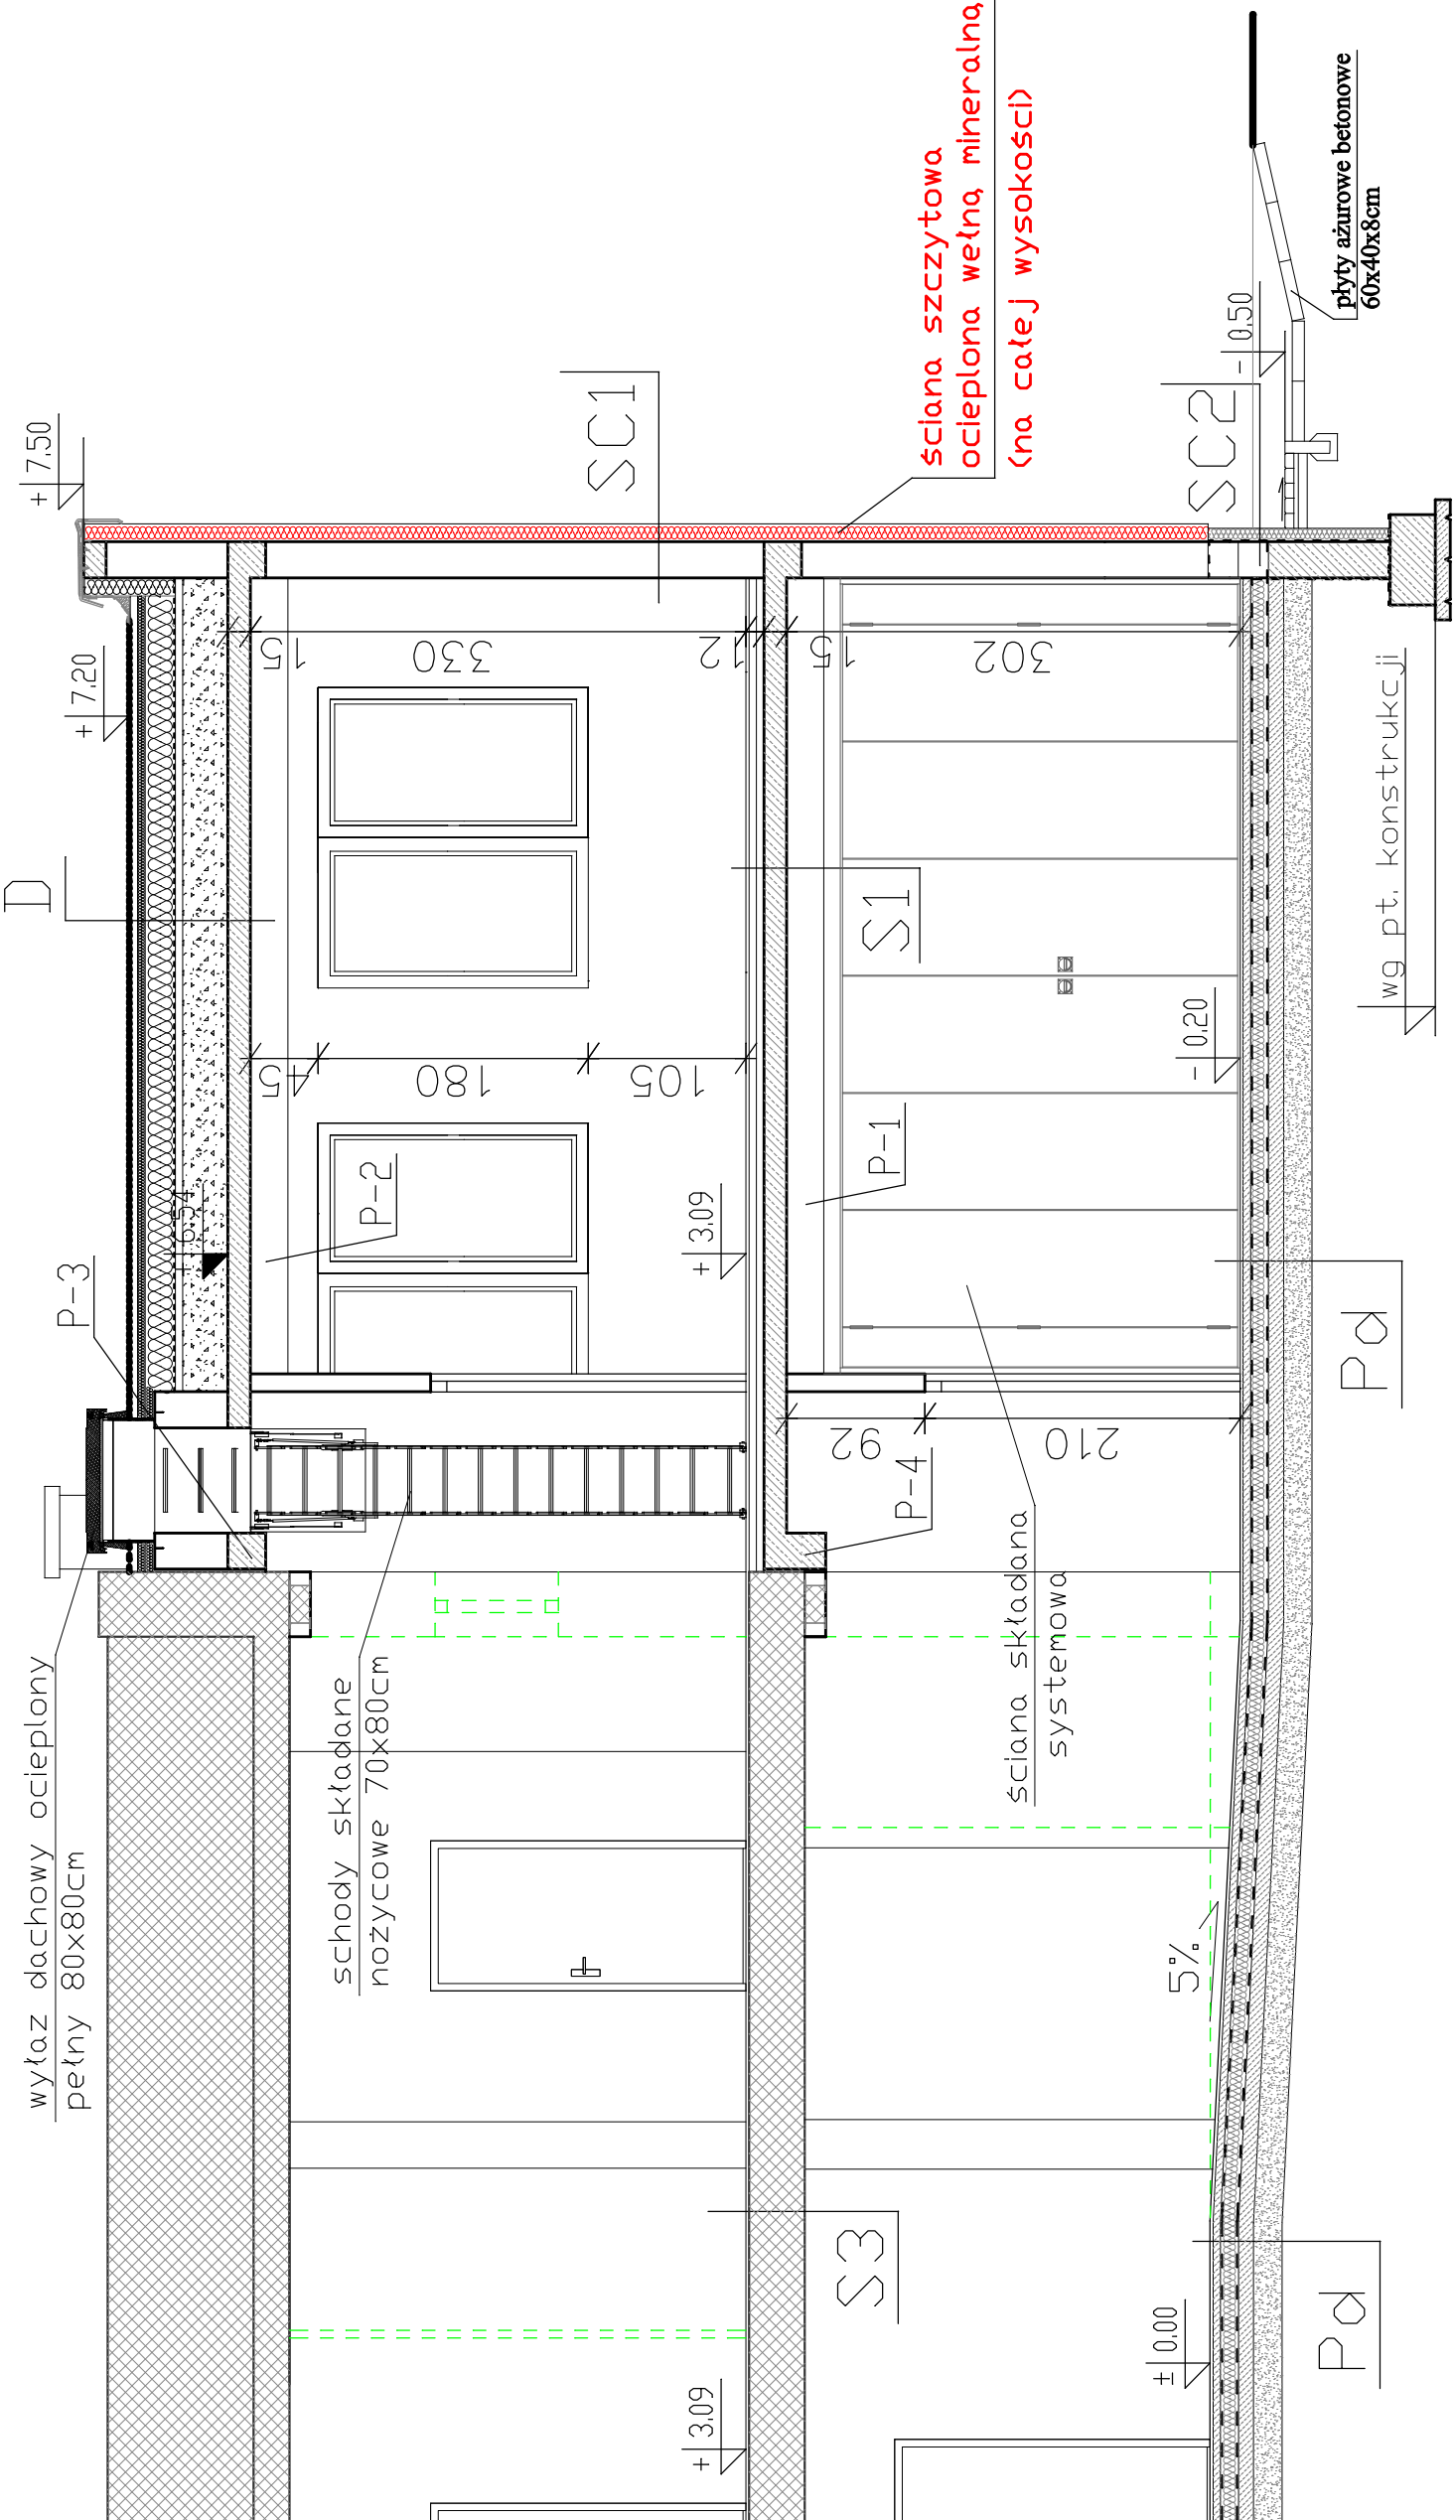 wyłaz dachowy ocieplony
pełny 80x80cm
P-3
D
+ 7.20
+ 7.50
+ 6.54
schody składane
nożycowe 70x80cm
P-2
45
180
105
15
330
12
15
302
SC1
+ 3.09
+ 3.09
S3
S1
P-1
P-4
92
210
ściana składana
systemowa
ściana szczytowa
ocieplona wełną mineralną
(na całej wysokości)
SC2
- 0.50
- 0.20
± 0.00
5%
Pd
Pd
wg pt. konstrukcji
płyty ażurowe betonowe
60x40x8cm